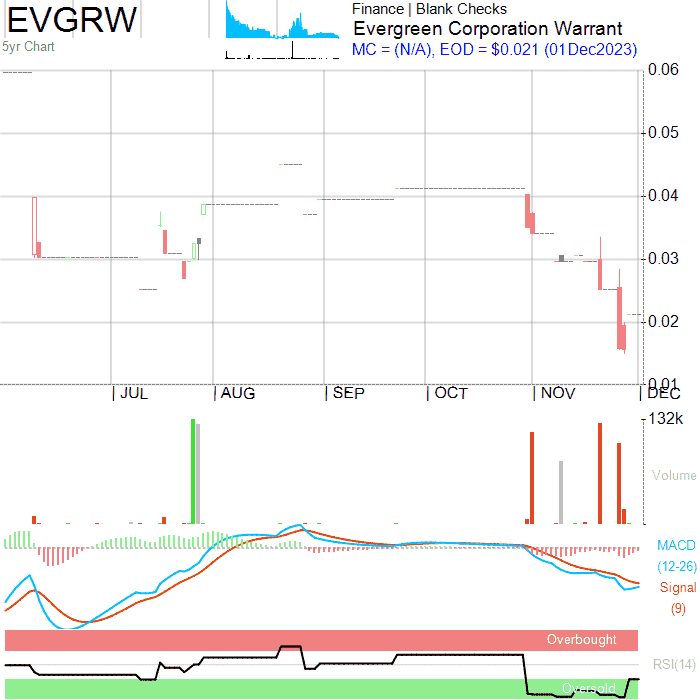 EVGRW
5yr Chart
Finance | Blank Checks
Evergreen Corporation Warrant
MC = (N/A), EOD = $0.021 (01Dec2023)
0.06
0.05
0.04
0.03
0.02
0.01
JUL AUG SEP OCT NOV DEC
132k
Volume
MACD
(12-26)
Signal
(9)
Overbought
RSI(14)
Oversold